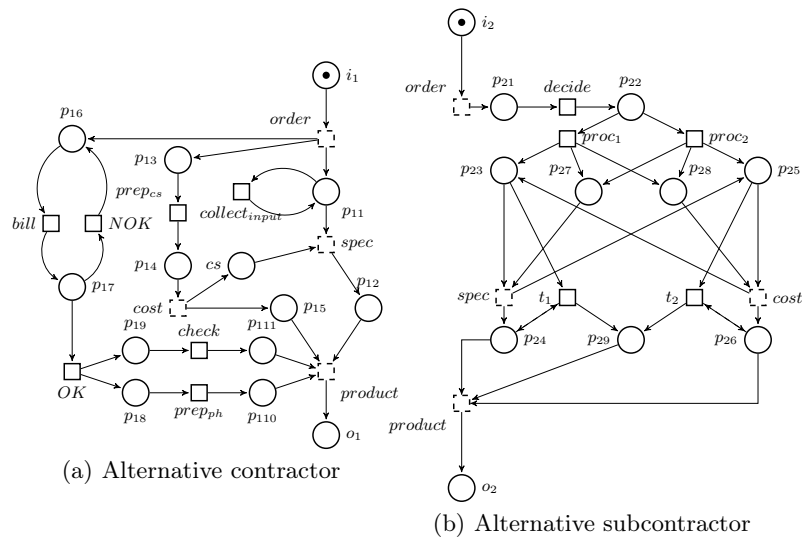 i₁
order
p₁₆
p₁₃
prep_cs
collect_input
p₁₁
bill
NOK
spec
p₁₄
cs
p₁₂
p₁₇
cost
p₁₅
p₁₉
check
p₁₁₁
OK
p₁₈
prep_ph
p₁₁₀
product
o₁
(a) Alternative contractor
i₂
order
p₂₁
decide
p₂₂
proc₁
proc₂
p₂₃
p₂₇
p₂₈
p₂₅
spec
t₁
t₂
cost
p₂₄
p₂₉
p₂₆
product
o₂
(b) Alternative subcontractor